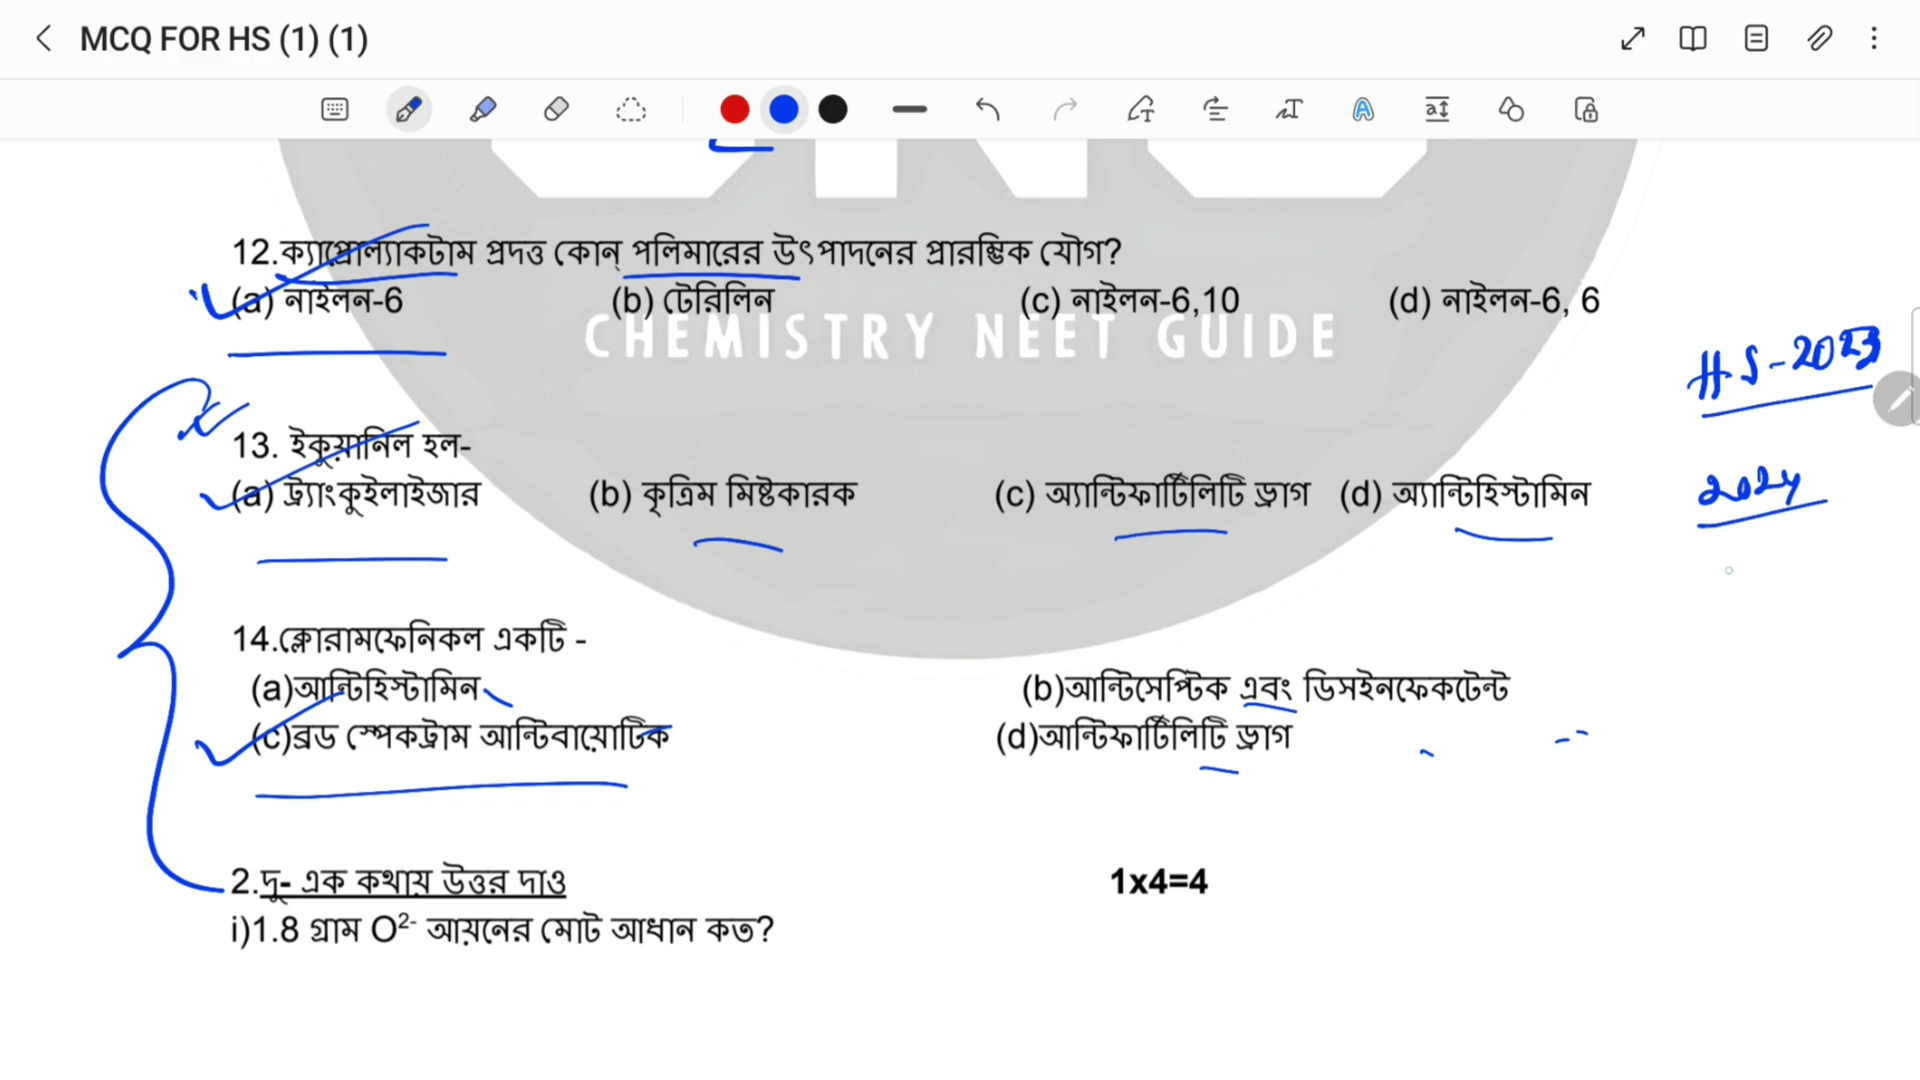 MCQ FOR HS (1) (1)
12.ক্যাপ্রোল্যাকটাম প্রদত্ত কোন্ পলিমারের উৎপাদনের প্রারম্ভিক যৌগ?
(a) নাইলন-6 (b) টেরিলিন (c) নাইলন-6,10 (d) নাইলন-6, 6
CHEMISTRY NEET GUIDE
HS-2023
13. ইকুয়ানিল হল-
(a) ট্র্যাংকুইলাইজার (b) কৃত্রিম মিষ্টকারক (c) অ্যান্টিফার্টিলিটি ড্রাগ (d) অ্যান্টিহিস্টামিন
2024
14.ক্লোরামফেনিকল একটি -
(a)আন্টিহিস্টামিন (b)আন্টিসেপ্টিক এবং ডিসইনফেকটেন্ট
(c)ব্রড স্পেকট্রাম আন্টিবায়োটিক (d)আন্টিফার্টিলিটি ড্রাগ
2.দু- এক কথায় উত্তর দাও 1x4=4
i)1.8 গ্রাম O²⁻ আয়নের মোট আধান কত?